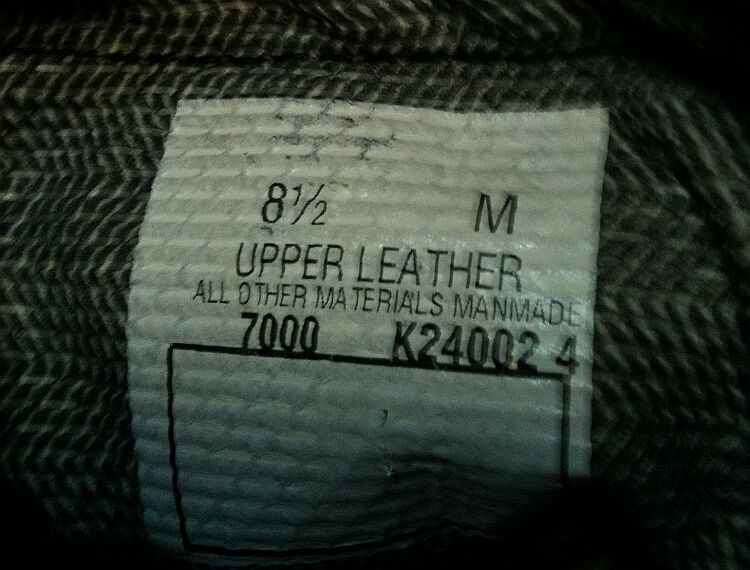 8½ M
UPPER LEATHER
ALL OTHER MATERIALS MANMADE
7000 K24002 4